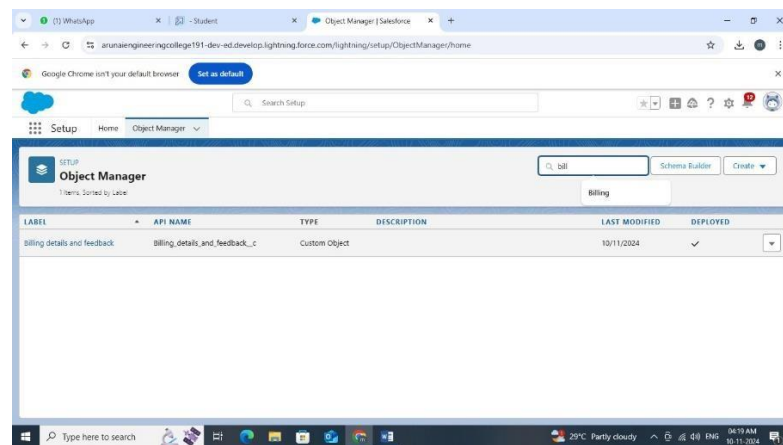 (1) WhatsApp
- Student
Object Manager | Salesforce
arunaiengineeringcollege191-dev-ed.develop.lightning.force.com/lightning/setup/ObjectManager/home
Google Chrome isn't your default browser
Set as default
Search Setup
12
Setup
Home
Object Manager
SETUP
Object Manager
1 Items, Sorted by Label
bill
Schema Builder
Create
Billing
LABEL API NAME TYPE DESCRIPTION LAST MODIFIED DEPLOYED
Billing details and feedback Billing_details_and_feedback__c Custom Object 10/11/2024
Type here to search
29°C Partly cloudy
ENG
04:19 AM
10-11-2024